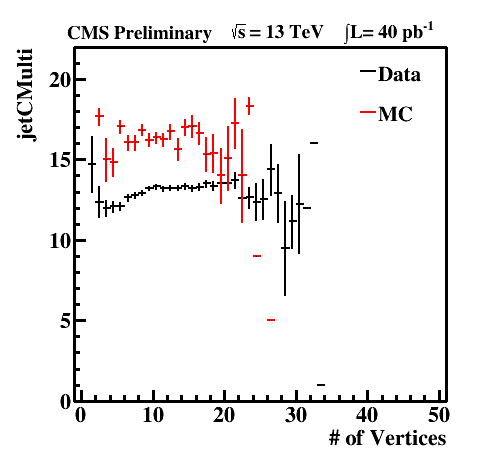 CMS Preliminary √s = 13 TeV ∫L= 40 pb⁻¹
jetCMulti
Data
MC
20
15
10
5
0
0 10 20 30 40 50
# of Vertices